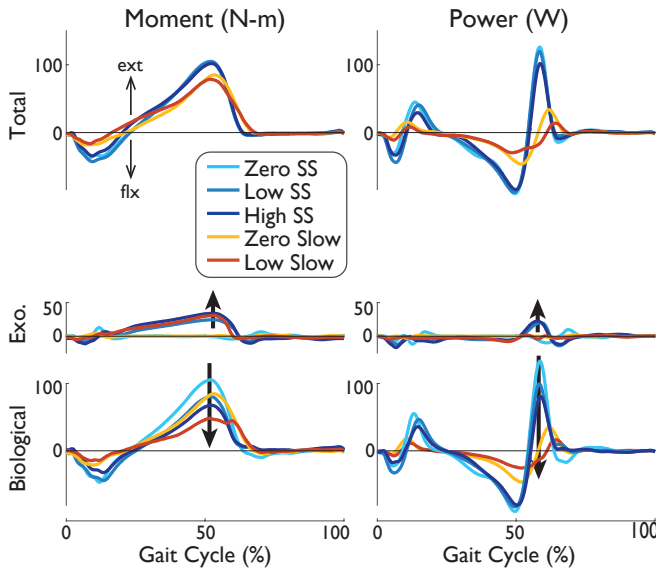 Moment (N-m)
Power (W)
Total
100
0
ext
flx
100
0
Zero SS
Low SS
High SS
Zero Slow
Low Slow
Exo.
50
0
50
0
Biological
100
0
100
0
0
50
100
0
50
100
Gait Cycle (%)
Gait Cycle (%)